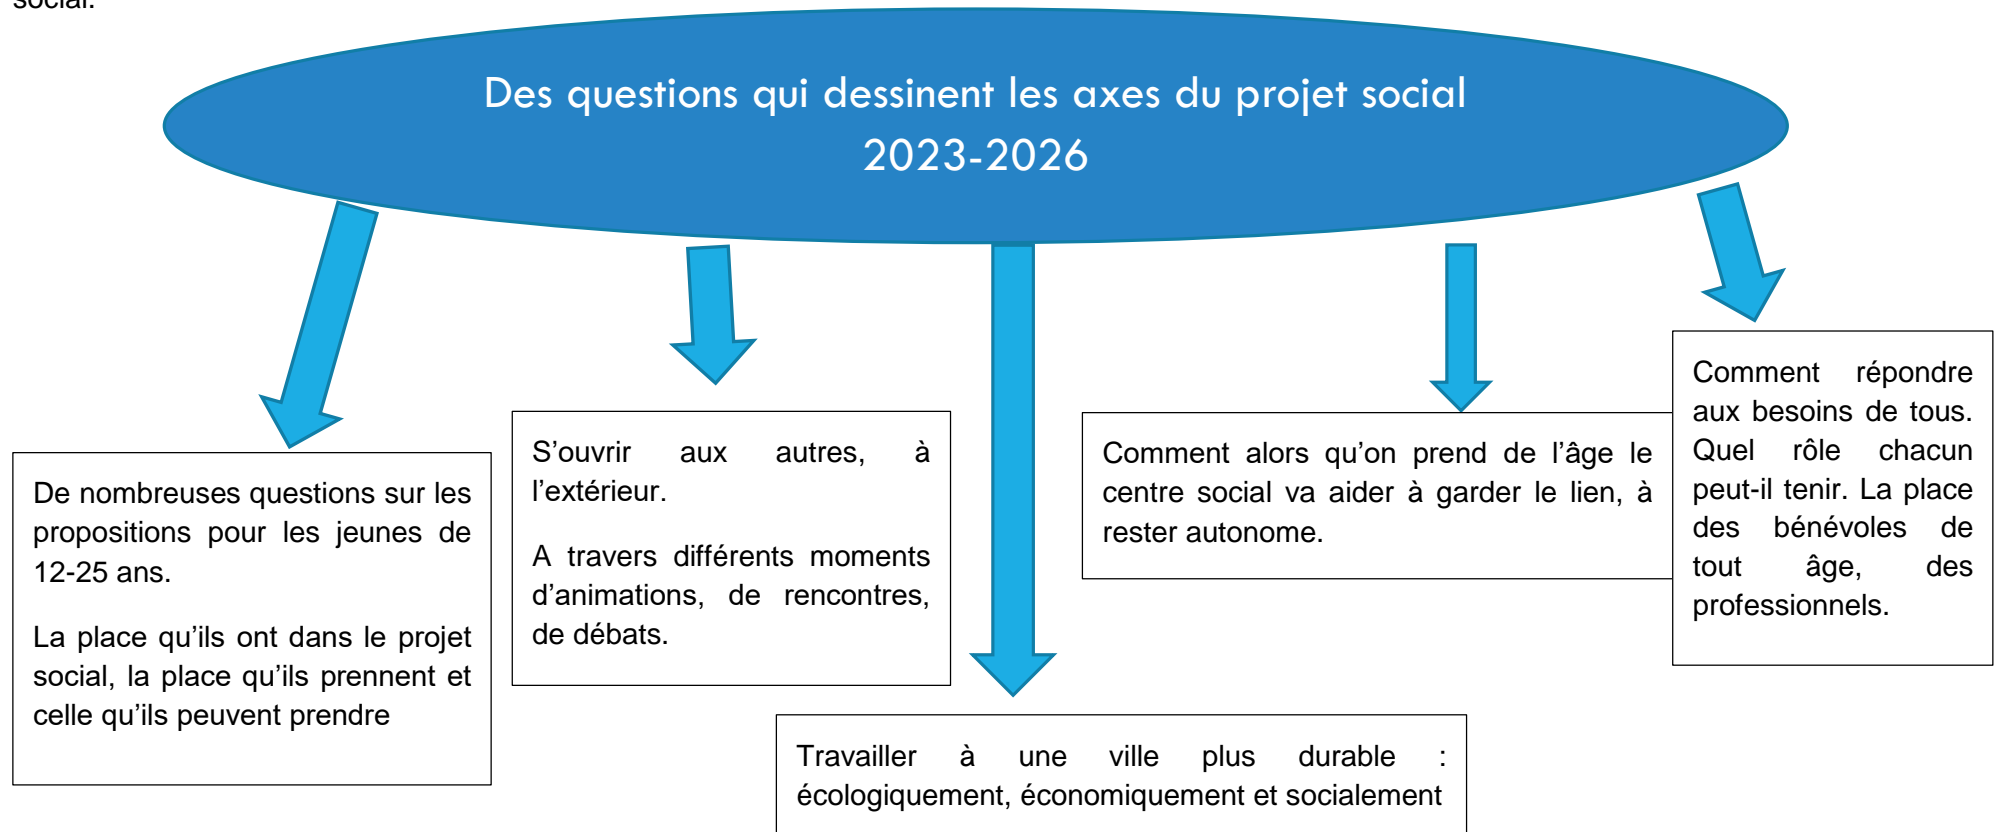 social.
Des questions qui dessinent les axes du projet social
2023-2026
De nombreuses questions sur les
propositions pour les jeunes de
12-25 ans.
La place qu’ils ont dans le projet
social, la place qu’ils prennent et
celle qu’ils peuvent prendre
S’ouvrir aux autres, à
l’extérieur.
A travers différents moments
d’animations, de rencontres,
de débats.
Travailler à une ville plus durable :
écologiquement, économiquement et socialement
Comment alors qu’on prend de l’âge le
centre social va aider à garder le lien, à
rester autonome.
Comment répondre
aux besoins de tous.
Quel rôle chacun
peut-il tenir. La place
des bénévoles de
tout âge, des
professionnels.